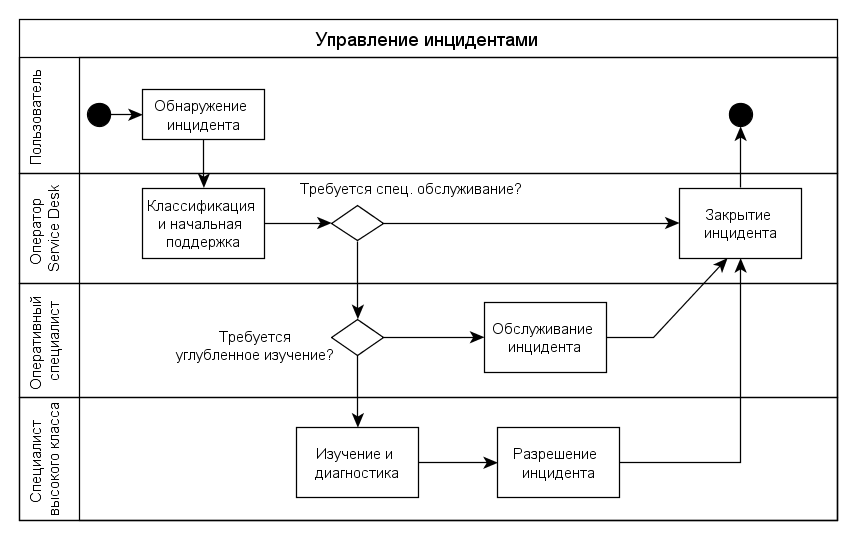 Управление инцидентами
Пользователь
Обнаружение
инцидента
Оператор
Service Desk
Классификация
и начальная
поддержка
Требуется спец. обслуживание?
Закрытие
инцидента
Оперативный
специалист
Требуется
углубленное изучение?
Обслуживание
инцидента
Специалист
высокого класса
Изучение и
диагностика
Разрешение
инцидента